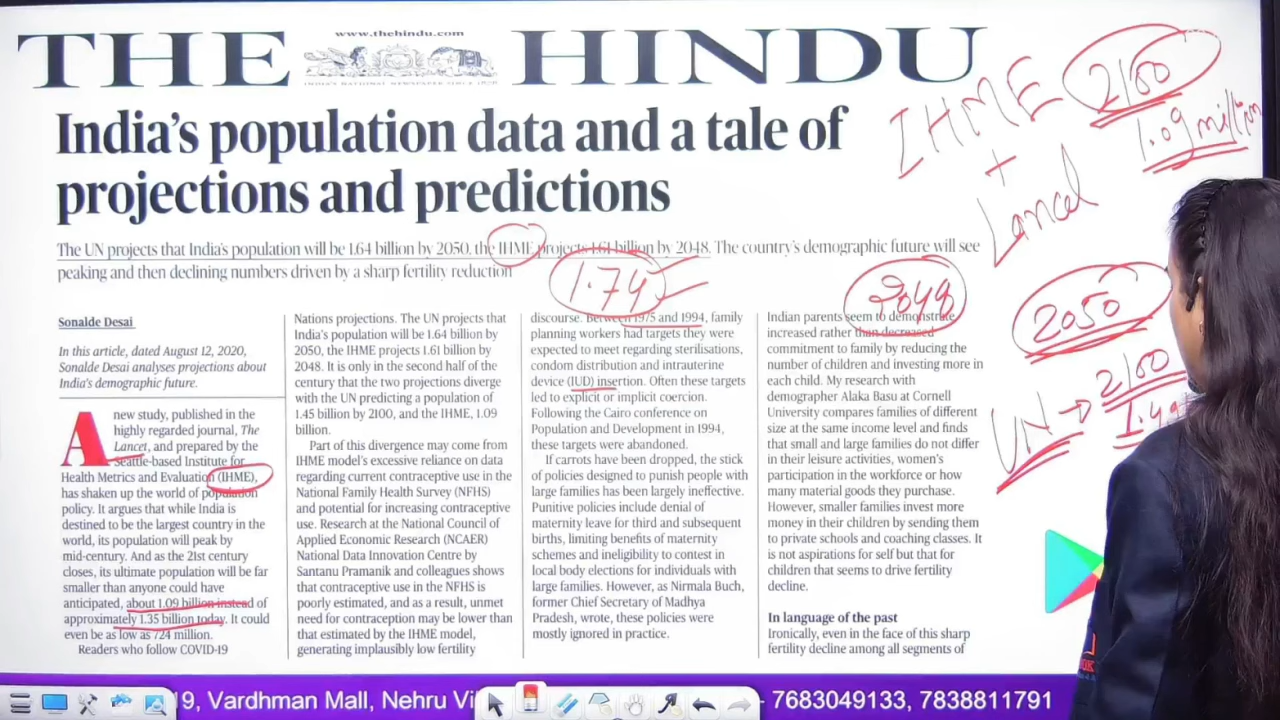 THE HINDU
www.thehindu.com
India's population data and a tale of
projections and predictions
The UN projects that India's population will be 1.64 billion by 2050, the IHME projects 1.61 billion by 2048. The country's demographic future will see
peaking and then declining numbers driven by a sharp fertility reduction
Sonalde Desai
In this article, dated August 12, 2020,
Sonalde Desai analyses projections about
India's demographic future.
A new study, published in the
highly regarded journal, The
Lancet, and prepared by the
Seattle-based Institute for
Health Metrics and Evaluation (IHME),
has shaken up the world of population
policy. It argues that while India is
destined to be the largest country in the
world, its population will peak by
mid-century. And as the 21st century
closes, its ultimate population will be far
smaller than anyone could have
anticipated, about 1.09 billion instead of
approximately 1.35 billion today. It could
even be as low as 724 million.
Readers who follow COVID-19
Nations projections. The UN projects that
India's population will be 1.64 billion by
2050, the IHME projects 1.61 billion by
2048. It is only in the second half of the
century that the two projections diverge
with the UN predicting a population of
1.45 billion by 2100, and the IHME, 1.09
billion.
Part of this divergence may come from
IHME model's excessive reliance on data
regarding current contraceptive use in the
National Family Health Survey (NFHS)
and potential for increasing contraceptive
use. Research at the National Council of
Applied Economic Research (NCAER)
National Data Innovation Centre by
Santanu Pramanik and colleagues shows
that contraceptive use in the NFHS is
poorly estimated, and as a result, unmet
need for contraception may be lower than
that estimated by the IHME model,
generating implausibly low fertility
discourse. Between 1975 and 1994, family
planning workers had targets they were
expected to meet regarding sterilisations,
condom distribution and intrauterine
device (IUD) insertion. Often these targets
led to explicit or implicit coercion.
Following the Cairo conference on
Population and Development in 1994,
these targets were abandoned.
If carrots have been dropped, the stick
of policies designed to punish people with
large families has been largely ineffective.
Punitive policies include denial of
maternity leave for third and subsequent
births, limiting benefits of maternity
schemes and ineligibility to contest in
local body elections for individuals with
large families. However, as Nirmala Buch,
former Chief Secretary of Madhya
Pradesh, wrote, these policies were
mostly ignored in practice.
Indian parents seem to demonstrate
increased rather than decreased
commitment to family by reducing the
number of children and investing more in
each child. My research with
demographer Alaka Basu at Cornell
University compares families of different
size at the same income level and finds
that small and large families do not differ
in their leisure activities, women's
participation in the workforce or how
many material goods they purchase.
However, smaller families invest more
money in their children by sending them
to private schools and coaching classes. It
is not aspirations for self but that for
children that seems to drive fertility
decline.
In language of the past
Ironically, even in the face of this sharp
fertility decline among all segments of
1.74
2048
IHME
+
Lancel
2100
1.09 million
2050
UN → 2100
19, Vardhman Mall, Nehru - 7683049133, 7838811791